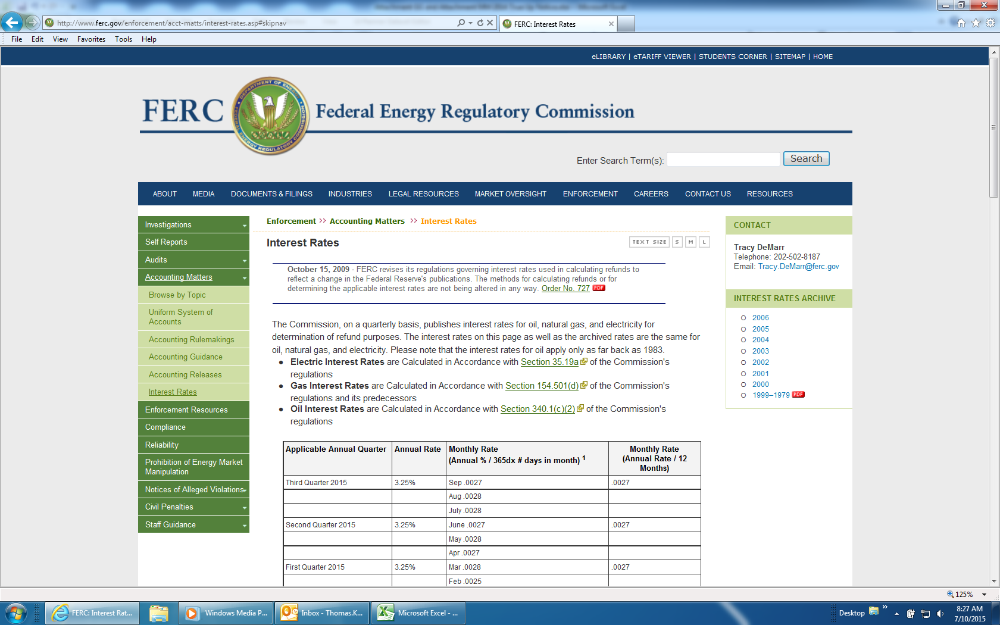 http://www.ferc.gov/enforcement/acct-matts/interest-rates.asp#skipnav
FERC: Interest Rates
File Edit View Favorites Tools Help
eLIBRARY | eTARIFF VIEWER | STUDENTS CORNER | SITEMAP | HOME
FERC Federal Energy Regulatory Commission
Enter Search Term(s): Search
ABOUT MEDIA DOCUMENTS & FILINGS INDUSTRIES LEGAL RESOURCES MARKET OVERSIGHT ENFORCEMENT CAREERS CONTACT US RESOURCES
Investigations
Self Reports
Audits
Accounting Matters
Browse by Topic
Uniform System of
Accounts
Accounting Rulemakings
Accounting Guidance
Accounting Releases
Interest Rates
Enforcement Resources
Compliance
Reliability
Prohibition of Energy Market
Manipulation
Notices of Alleged Violations
Civil Penalties
Staff Guidance
Enforcement >> Accounting Matters >> Interest Rates
Interest Rates
TEXT SIZE S M L
October 15, 2009 - FERC revises its regulations governing interest rates used in calculating refunds to
reflect a change in the Federal Reserve's publications. The methods for calculating refunds or for
determining the applicable interest rates are not being altered in any way. Order No. 727 PDF
The Commission, on a quarterly basis, publishes interest rates for oil, natural gas, and electricity for
determination of refund purposes. The interest rates on this page as well as the archived rates are the same for
oil, natural gas, and electricity. Please note that the interest rates for oil apply only as far back as 1983.
● Electric Interest Rates are Calculated in Accordance with Section 35.19a of the Commission's
regulations
● Gas Interest Rates are Calculated in Accordance with Section 154.501(d) of the Commission's
regulations and its predecessors
● Oil Interest Rates are Calculated in Accordance with Section 340.1(c)(2) of the Commission's
regulations
Applicable Annual Quarter Annual Rate Monthly Rate
(Annual % / 365dx # days in month) 1
Monthly Rate
(Annual Rate / 12
Months)
Third Quarter 2015 3.25% Sep .0027 .0027
Aug .0028
July .0028
Second Quarter 2015 3.25% June .0027 .0027
May .0028
Apr .0027
First Quarter 2015 3.25% Mar .0028 .0027
Feb .0025
CONTACT
Tracy DeMarr
Telephone: 202-502-8187
Email: Tracy.DeMarr@ferc.gov
INTEREST RATES ARCHIVE
2006
2005
2004
2003
2002
2001
2000
1999–1979 PDF
125%
FERC: Interest Rat... Windows Media P... Inbox - Thomas.K... Microsoft Excel - ... Desktop
8:27 AM
7/10/2015